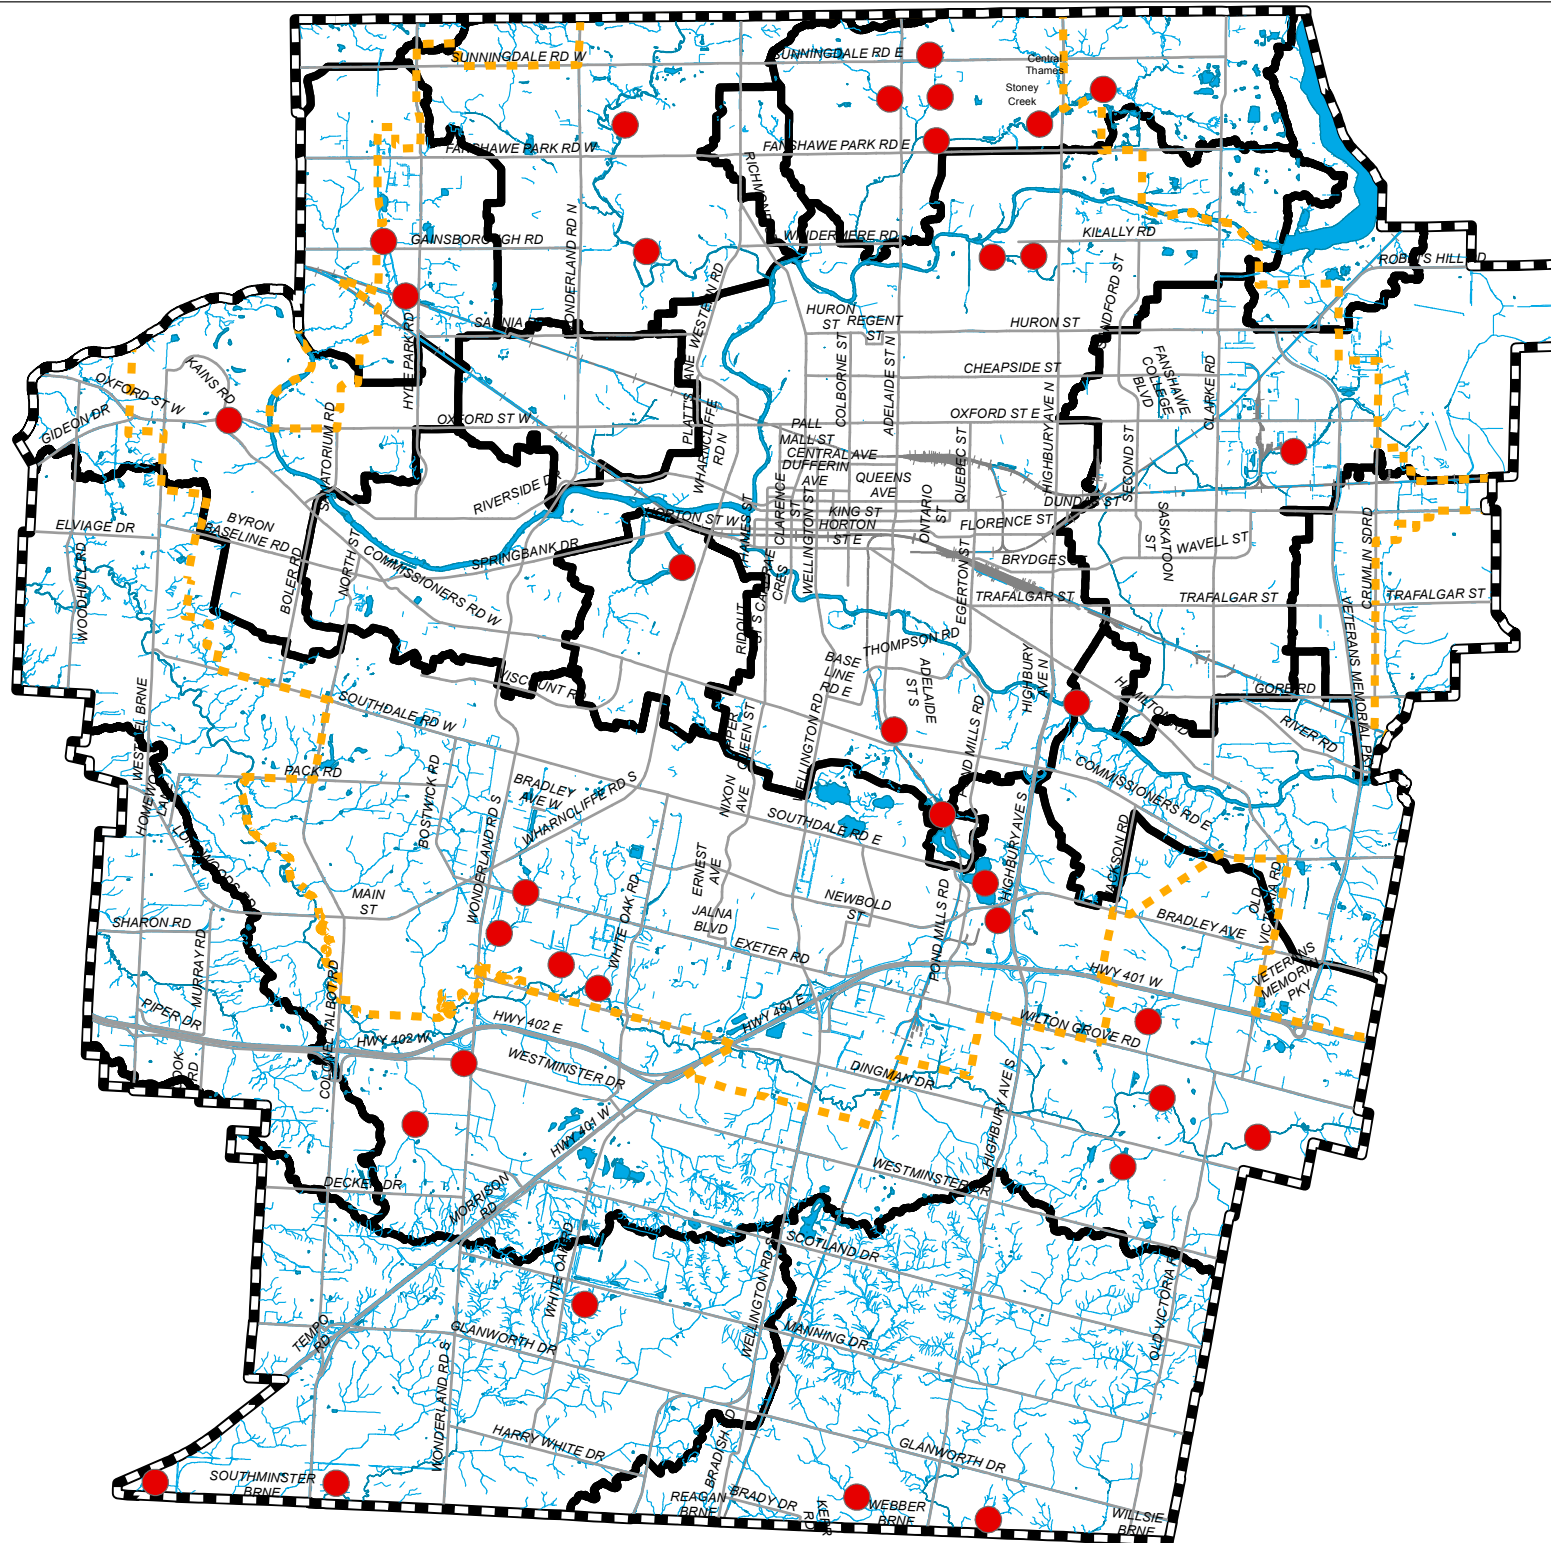 SUNNINGDALE RD W
SUNNINGDALE RD E
Central
Thames
Stoney
Creek
FANSHAWE PARK RD W
FANSHAWE PARK RD E
RICHMOND
WONDERLAND RD N
GAINSBOROUGH RD
WINDERMERE RD
KILALLY RD
ROBIN'S HILL RD
WESTERN RD
SANDFORD ST
HURON
ST
REGENT
ST
HURON ST
SARNIA RD
HYDE PARK RD
PLATTS LANE
COLBORNE ST
ADELAIDE ST N
CHEAPSIDE ST
FANSHAWE
COLLEGE
BLVD
CLARKE RD
KAINS RD
OXFORD ST W
GIDEON DR
SANATORIUM RD
OXFORD ST W
WHARNCLIFFE
RD N
OXFORD ST E
HIGHBURY AVE N
PALL
MALL ST
CENTRAL AVE
DUFFERIN
AVE
QUEENS
AVE
QUEBEC ST
SECOND ST
RIVERSIDE DR
CLARENCE
ST
WELLINGTON ST
KING ST
HORTON
ST E
ONTARIO
ST
DUNDAS ST
FLORENCE ST
HORTON ST W
THAMES ST
SASKATOON
ST
WAVELL ST
CRUMLIN SDRD
ELVIAGE DR
BYRON
BASELINE RD
WOODHULL RD
BOLER RD
NORTH ST
COMMISSIONERS RD W
SPRINGBANK DR
BRYDGES ST
EGERTON ST
TRAFALGAR ST
TRAFALGAR ST
TRAFALGAR ST
VETERANS MEMORIAL PKY
CRES
RIDOUT
ST S
THOMPSON RD
BASE
LINE
RD E
ADELAIDE
ST S
HIGHBURY
AVE N
HAMILTON RD
GORE RD
RIVER RD
VISCOUNT RD
SOUTHDALE RD W
WESTDEL BRNE
UPPER
QUEEN ST
WELLINGTON RD
POND MILLS RD
COMMISSIONERS RD E
PACK RD
BOSTWICK RD
BRADLEY
AVE W
WHARNCLIFFE RD S
NIXON
AVE
SOUTHDALE RD E
HIGHBURY AVE S
JACKSON RD
HOMEWOOD
LANE
LONGWOODS RD
WONDERLAND RD S
MAIN
ST
WHITE OAK RD
ERNEST
AVE
JALNA
BLVD
EXETER RD
NEWBOLD
ST
POND MILLS RD
BRADLEY AVE
OLD
VICTORIA RD
VETERANS
MEMORIAL
PKY
SHARON RD
MURRAY RD
PIPER DR
COLONEL TALBOT RD
HWY 402 W
HWY 402 E
HWY 401 E
HWY 401 W
WILTON GROVE RD
WESTMINSTER DR
DINGMAN DR
HIGHBURY AVE S
HWY 401 W
WESTMINSTER DR
DECKER DR
MORRISON
RD
WHITE OAK RD
SCOTLAND DR
WELLINGTON RD S
OLD VICTORIA RD
TEMPO
RD
GLANWORTH DR
MANNING DR
WONDERLAND RD S
HARRY WHITE DR
BRADISH RD
GLANWORTH DR
SOUTHMINSTER
BRNE
REAGAN
BRNE
BRADY DR
KERR
RD
WEBBER
BRNE
WILLSIE
BRNE